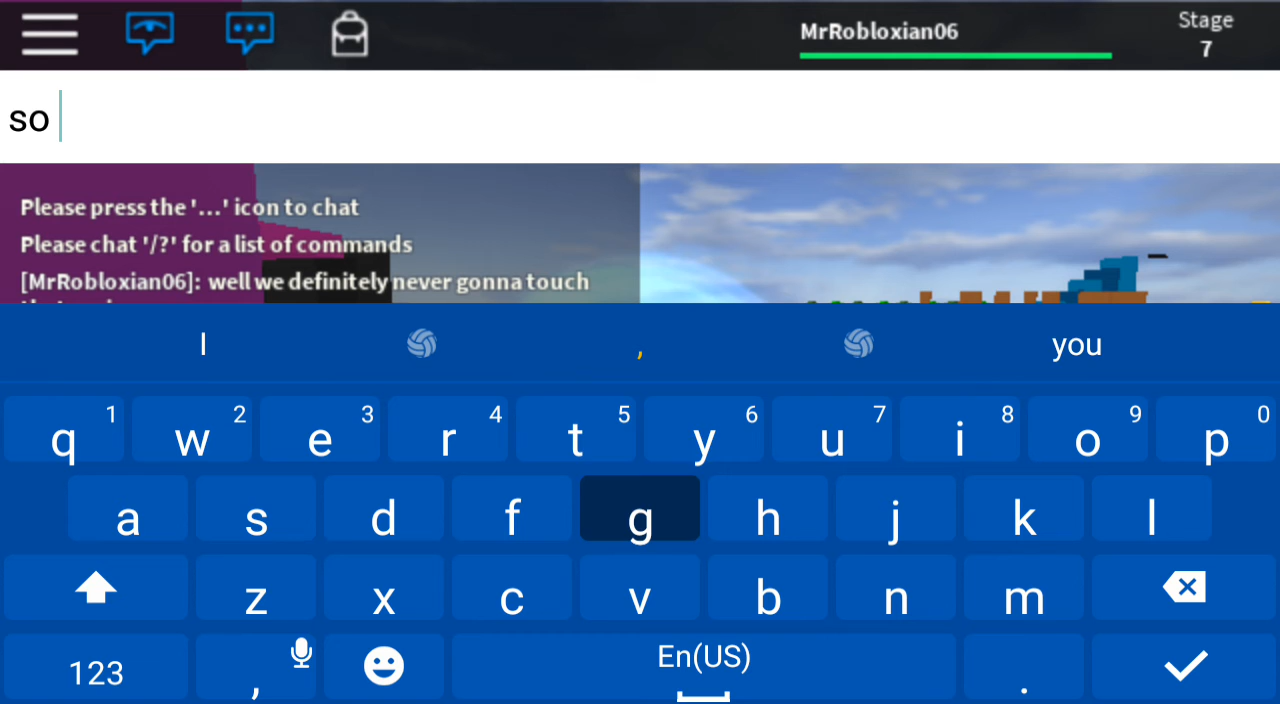 MrRobloxian06
Stage
7
so
Please press the '...' icon to chat
Please chat '/?' for a list of commands
[MrRobloxian06]: well we definitely never gonna touch
I , you
1 2 3 4 5 6 7 8 9 0
q w e r t y u i o p
a s d f g h j k l
z x c v b n m
En(US)
123 , .